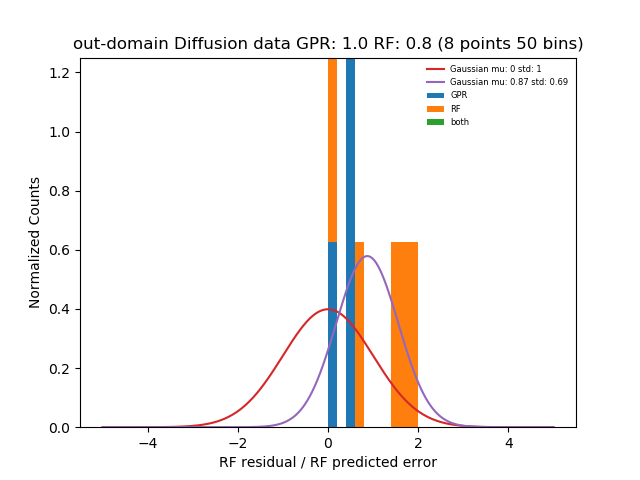 out-domain Diffusion data GPR: 1.0 RF: 0.8 (8 points 50 bins)
Gaussian mu: 0 std: 1
Gaussian mu: 0.87 std: 0.69
GPR
RF
both
Normalized Counts
1.2
1.0
0.8
0.6
0.4
0.2
0.0
−4
−2
0
2
4
RF residual / RF predicted error